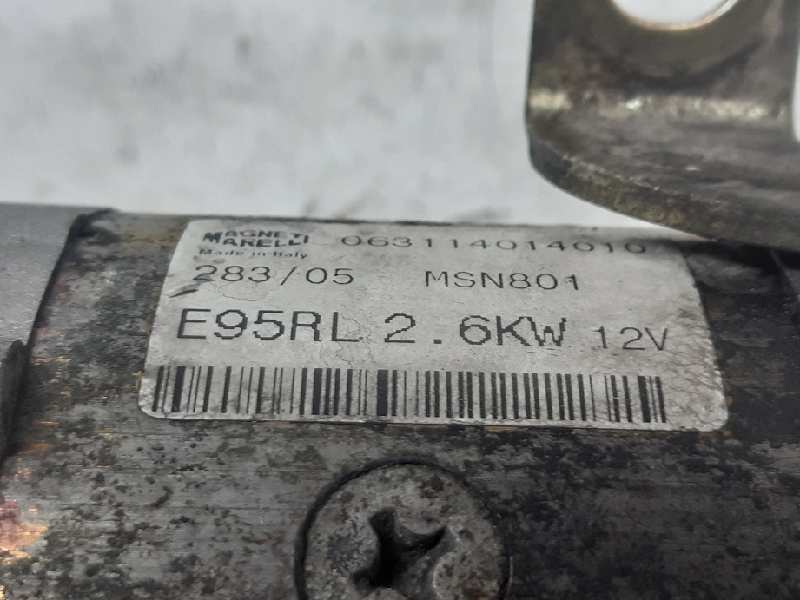 MAGNETI
MARELLI 063114014010
Made in Italy
283/05 MSN801
E95RL 2.6KW 12V